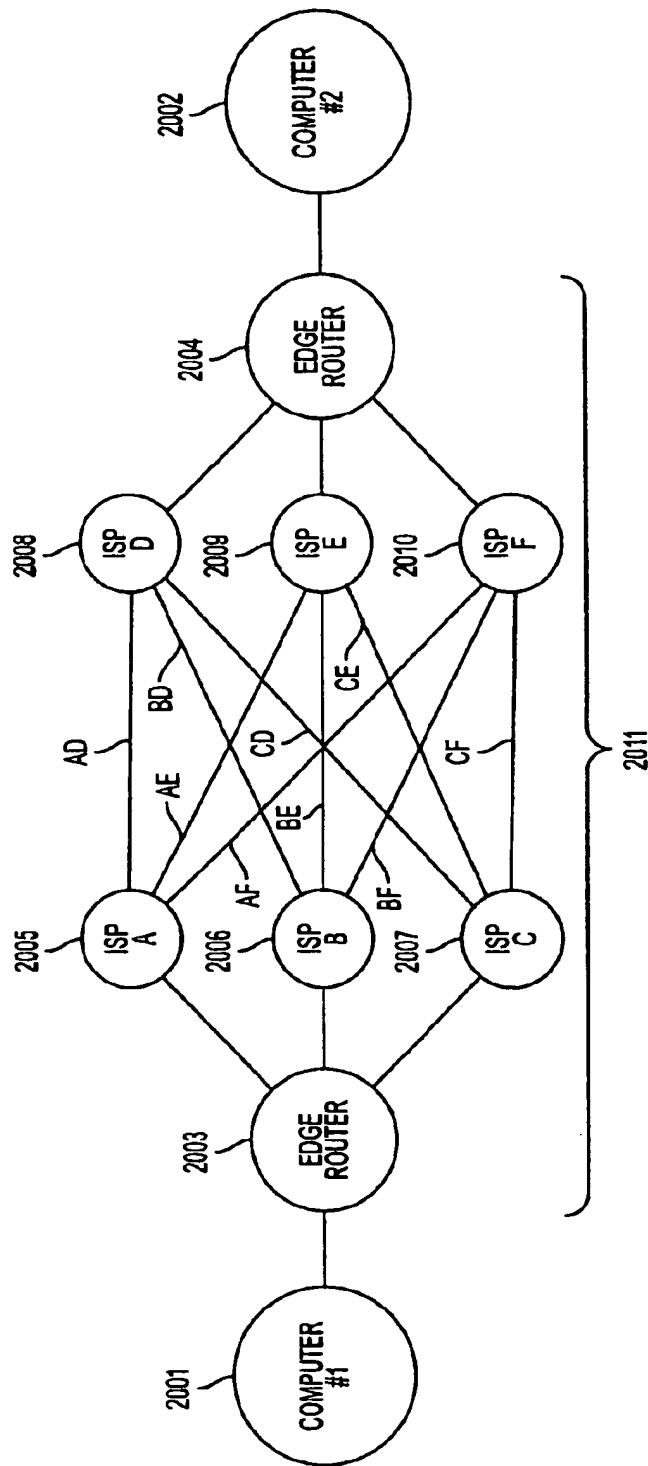 2001
COMPUTER
#1
2003
EDGE
ROUTER
2005
ISP
A
2006
ISP
B
2007
ISP
C
AD
AE
BD
AF
CD
BE
CE
BF
CF
2008
ISP
D
2009
ISP
E
2010
ISP
F
2004
EDGE
ROUTER
2002
COMPUTER
#2
2011